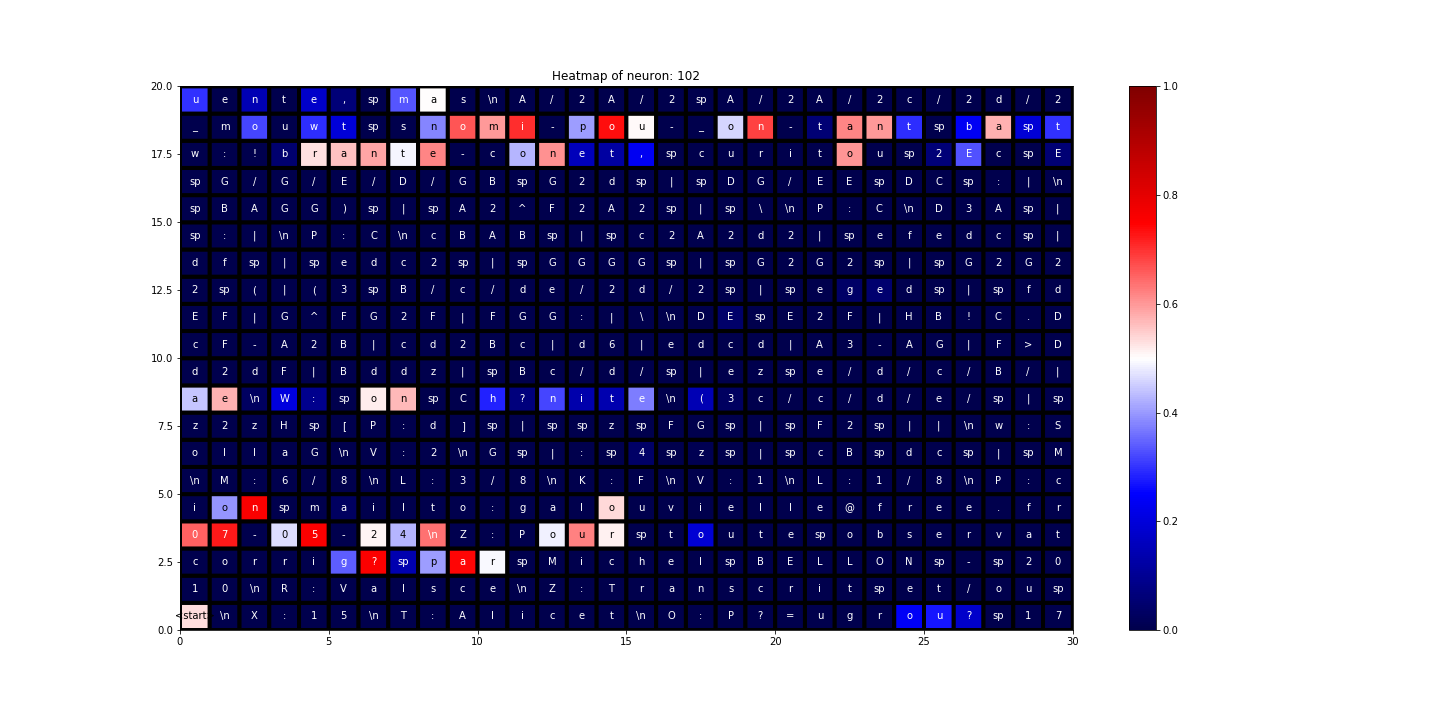 Heatmap of neuron: 102
20.0 u e n t e , sp m a s \n A / 2 A / 2 sp A / 2 A / 2 c / 2 d / 2 1.0
_ m o u w t sp s n o m i - p o u - _ o n - t a n t sp b a sp t
17.5 w : ! b r a n t e - c o n e t , sp c u r i t o u sp 2 E c sp E
sp G / G / E / D / G B sp G 2 d sp | sp D G / E E sp D C sp : | \n
15.0 sp B A G G ) sp | sp A 2 ^ F 2 A 2 sp | sp \ \n P : C \n D 3 A sp | 0.8
sp : | \n P : C \n c B A B sp | sp c 2 A 2 d 2 | sp e f e d c sp |
d f sp | sp e d c 2 sp | sp G G G G sp | sp G 2 G 2 sp | sp G 2 G 2
12.5 2 sp ( | ( 3 sp B / c / d e / 2 d / 2 sp | sp e g e d sp | sp f d
E F | G ^ F G 2 F | F G G : | \ \n D E sp E 2 F | H B ! C . D 0.6
10.0 c F - A 2 B | c d 2 B c | d 6 | e d c d | A 3 - A G | F > D
d 2 d F | B d d z | sp B c / d / sp | e z sp e / d / c / B / |
a e \n W : sp o n sp C h ? n i t e \n ( 3 c / c / d / e / sp | sp 0.4
7.5 z 2 z H sp [ P : d ] sp | sp sp z sp F G sp | sp F 2 sp | | \n w : S
o l l a G \n V : 2 \n G sp | : sp 4 sp z sp | sp c B sp d c sp | sp M
5.0 \n M : 6 / 8 \n L : 3 / 8 \n K : F \n V : 1 \n L : 1 / 8 \n P : c
i o n sp m a i l t o : g a l o u v i e l l e @ f r e e . f r 0.2
0 7 - 0 5 - 2 4 \n Z : P o u r sp t o u t e sp o b s e r v a t
2.5 c o r r i g ? sp p a r sp M i c h e l sp B E L L O N sp - sp 2 0
1 0 \n R : V a l s c e \n Z : T r a n s c r i t sp e t / o u sp
0.0 <start \n X : 1 5 \n T : A l i c e t \n O : P ? = u g r o u ? sp 1 7 0.0
0 5 10 15 20 25 30